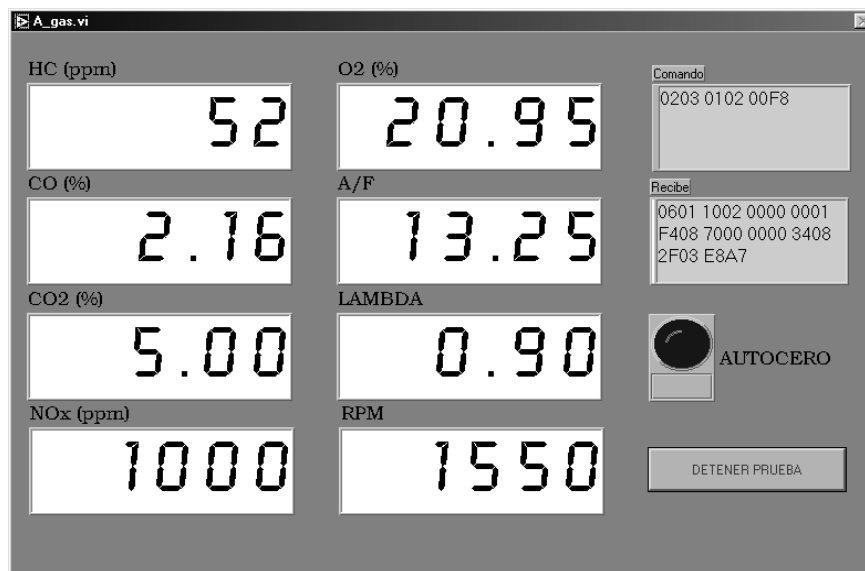 A_gas.vi
HC (ppm)
52
O2 (%)
20.95
Comando
0203 0102 00F8
CO (%)
2.16
A/F
13.25
Recibe
0601 1002 0000 0001
F408 7000 0000 3408
2F03 E8A7
CO2 (%)
5.00
LAMBDA
0.90
AUTOCERO
NOx (ppm)
1000
RPM
1550
DETENER PRUEBA